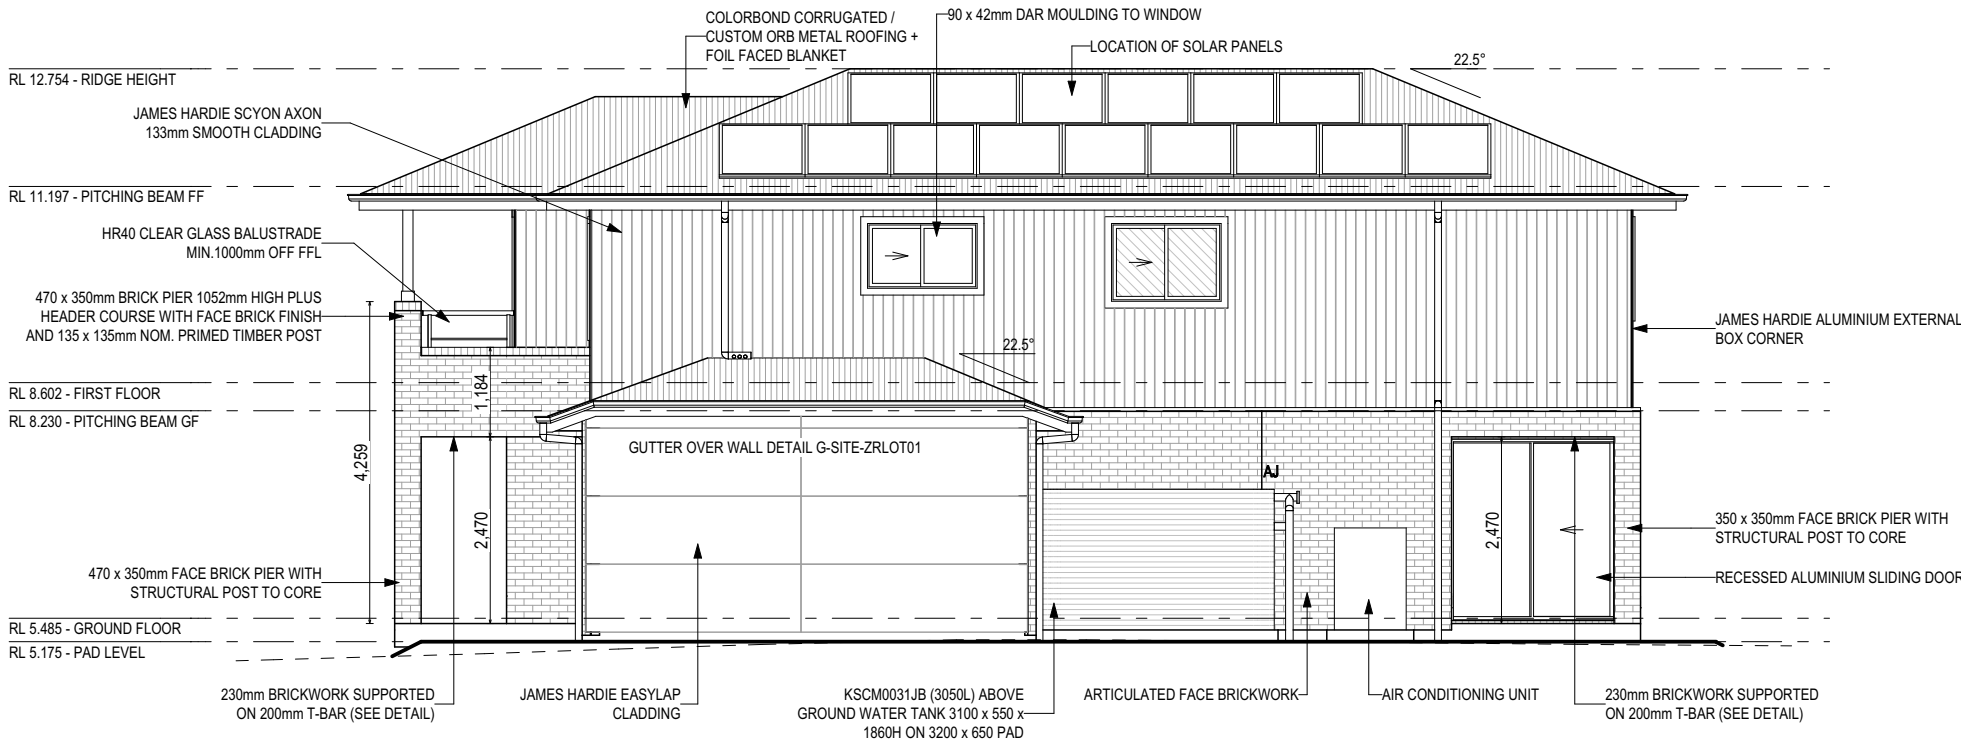 COLORBOND CORRUGATED /
CUSTOM ORB METAL ROOFING +
FOIL FACED BLANKET
90 x 42mm DAR MOULDING TO WINDOW
LOCATION OF SOLAR PANELS
22.5°
RL 12.754 - RIDGE HEIGHT
JAMES HARDIE SCYON AXON
133mm SMOOTH CLADDING
RL 11.197 - PITCHING BEAM FF
HR40 CLEAR GLASS BALUSTRADE
MIN.1000mm OFF FFL
470 x 350mm BRICK PIER 1052mm HIGH PLUS
HEADER COURSE WITH FACE BRICK FINISH
AND 135 x 135mm NOM. PRIMED TIMBER POST
JAMES HARDIE ALUMINIUM EXTERNAL
BOX CORNER
22.5°
RL 8.602 - FIRST FLOOR
1,184
RL 8.230 - PITCHING BEAM GF
GUTTER OVER WALL DETAIL G-SITE-ZRLOT01
4,259
AJ
2,470
2,470
350 x 350mm FACE BRICK PIER WITH
STRUCTURAL POST TO CORE
470 x 350mm FACE BRICK PIER WITH
STRUCTURAL POST TO CORE
RECESSED ALUMINIUM SLIDING DOOR
RL 5.485 - GROUND FLOOR
RL 5.175 - PAD LEVEL
230mm BRICKWORK SUPPORTED
ON 200mm T-BAR (SEE DETAIL)
JAMES HARDIE EASYLAP
CLADDING
KSCM0031JB (3050L) ABOVE
GROUND WATER TANK 3100 x 550 x
1860H ON 3200 x 650 PAD
ARTICULATED FACE BRICKWORK
AIR CONDITIONING UNIT
230mm BRICKWORK SUPPORTED
ON 200mm T-BAR (SEE DETAIL)